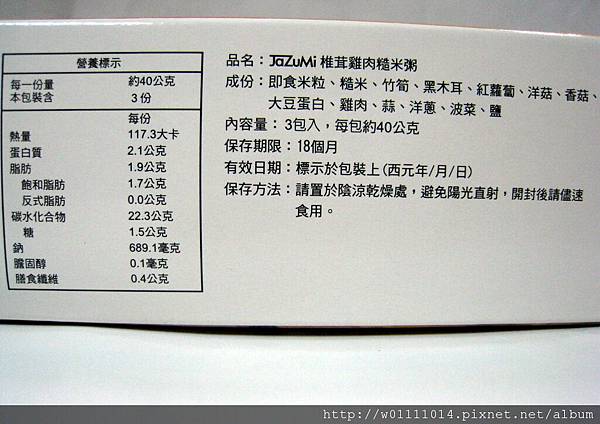 營養標示
每一份量 約40公克
本包裝含 3 份
每份
熱量 117.3大卡
蛋白質 2.1公克
脂肪 1.9公克
飽和脂肪 1.7公克
反式脂肪 0.0公克
碳水化合物 22.3公克
糖 1.5公克
鈉 689.1毫克
膽固醇 0.1毫克
膳食纖維 0.4公克
品名：JaZuMi 椎茸雞肉糙米粥
成份：即食米粒、糙米、竹筍、黑木耳、紅蘿蔔、洋菇、香菇、
大豆蛋白、雞肉、蒜、洋蔥、波菜、鹽
內容量： 3包入，每包約40公克
保存期限：18個月
有效日期：標示於包裝上(西元年/月/日)
保存方法：請置於陰涼乾燥處，避免陽光直射，開封後請儘速
食用。
http://w01111014.pixnet.net/album